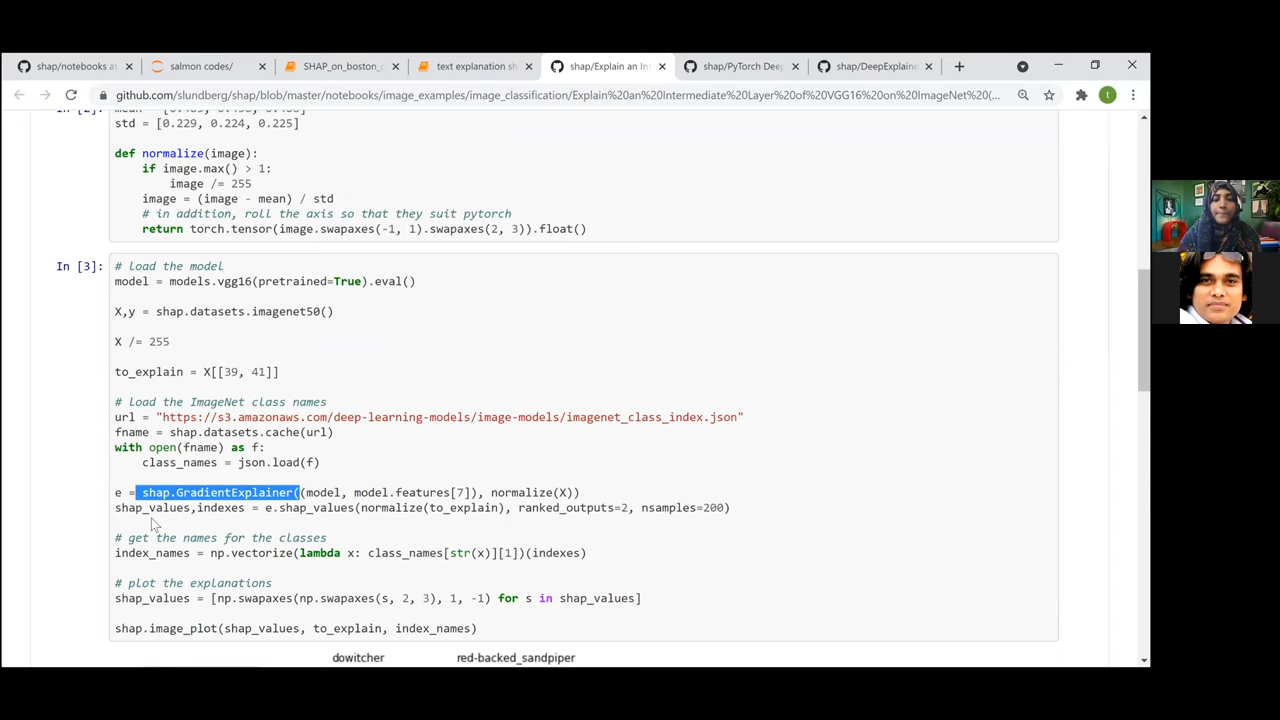 shap/notebooks a
salmon codes/
SHAP_on_boston_
text explanation sh
shap/Explain an Int
shap/PyTorch Deep
shap/DeepExplaine
github.com/slundberg/shap/blob/master/notebooks/image_examples/image_classification/Explain%20an%20Intermediate%20Layer%20of%20VGG16%20on%20ImageNet%20(...
t
std = [0.229, 0.224, 0.225]
def normalize(image):
if image.max() > 1:
image /= 255
image = (image - mean) / std
# in addition, roll the axis so that they suit pytorch
return torch.tensor(image.swapaxes(-1, 1).swapaxes(2, 3)).float()
In [3]:
# load the model
model = models.vgg16(pretrained=True).eval()
X,y = shap.datasets.imagenet50()
X /= 255
to_explain = X[[39, 41]]
# load the ImageNet class names
url = "https://s3.amazonaws.com/deep-learning-models/image-models/imagenet_class_index.json"
fname = shap.datasets.cache(url)
with open(fname) as f:
class_names = json.load(f)
e = shap.GradientExplainer((model, model.features[7]), normalize(X))
shap_values,indexes = e.shap_values(normalize(to_explain), ranked_outputs=2, nsamples=200)
# get the names for the classes
index_names = np.vectorize(lambda x: class_names[str(x)][1])(indexes)
# plot the explanations
shap_values = [np.swapaxes(np.swapaxes(s, 2, 3), 1, -1) for s in shap_values]
shap.image_plot(shap_values, to_explain, index_names)
dowitcher
red-backed_sandpiper